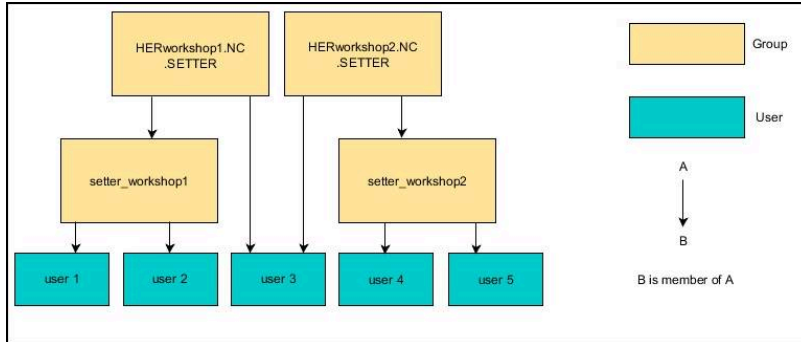 HERworkshop1.NC
.SETTER
HERworkshop2.NC
.SETTER
Group
User
setter_workshop1
setter_workshop2
A
B
user 1
user 2
user 3
user 4
user 5
B is member of A